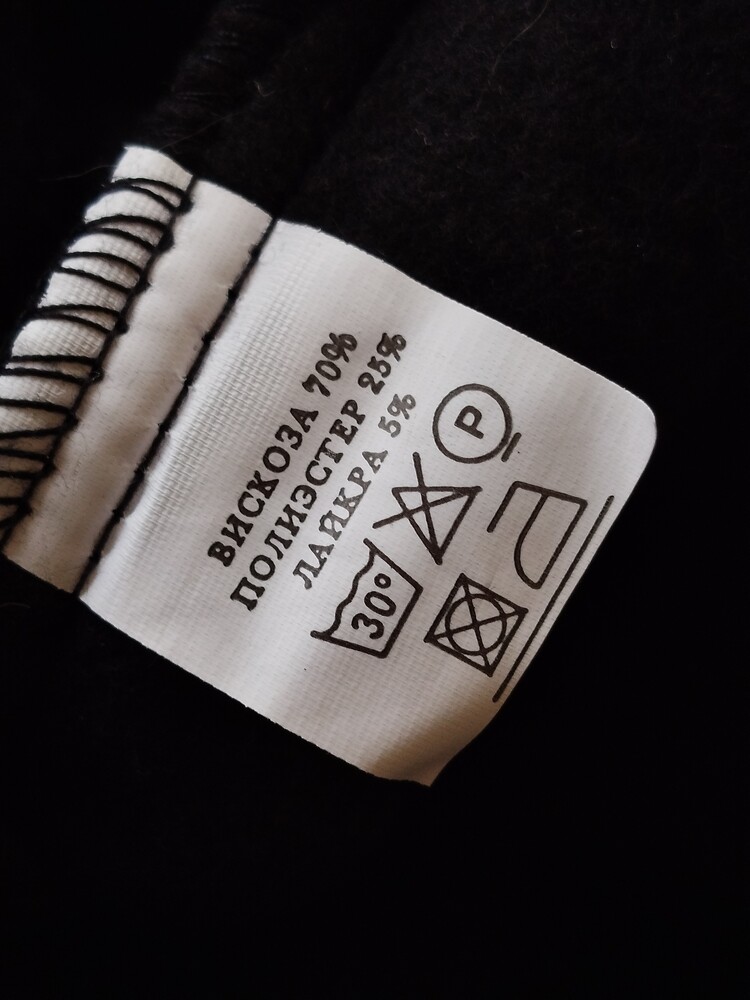 ВИСКОЗА 70%
ПОЛИЭСТЕР 25%
ЛАЙКРА 5%
30°
P